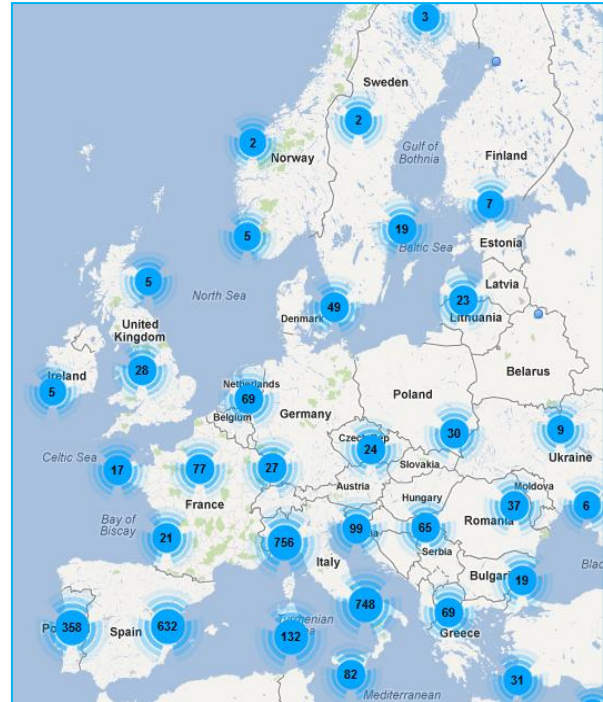 3
Sweden
2
Gulf of
Bothnia
2
Norway
Finland
7
19
5
Baltic Sea
Estonia
Latvia
5
North Sea
23
49
Denmark
Lithuania
United
Kingdom
Belarus
Ireland
28
5
Netherlands
69
Poland
Belgium
Germany
30
9
Czech Rep
24
Ukraine
Celtic Sea
17
77
27
Slovakia
Austria
Moldova
France
Hungary
37
6
Bay of
Biscay
21
756
99
65
Romania
Serbia
Italy
19
358
Spain
632
748
69
132
Greece
82
31
Mediterranean